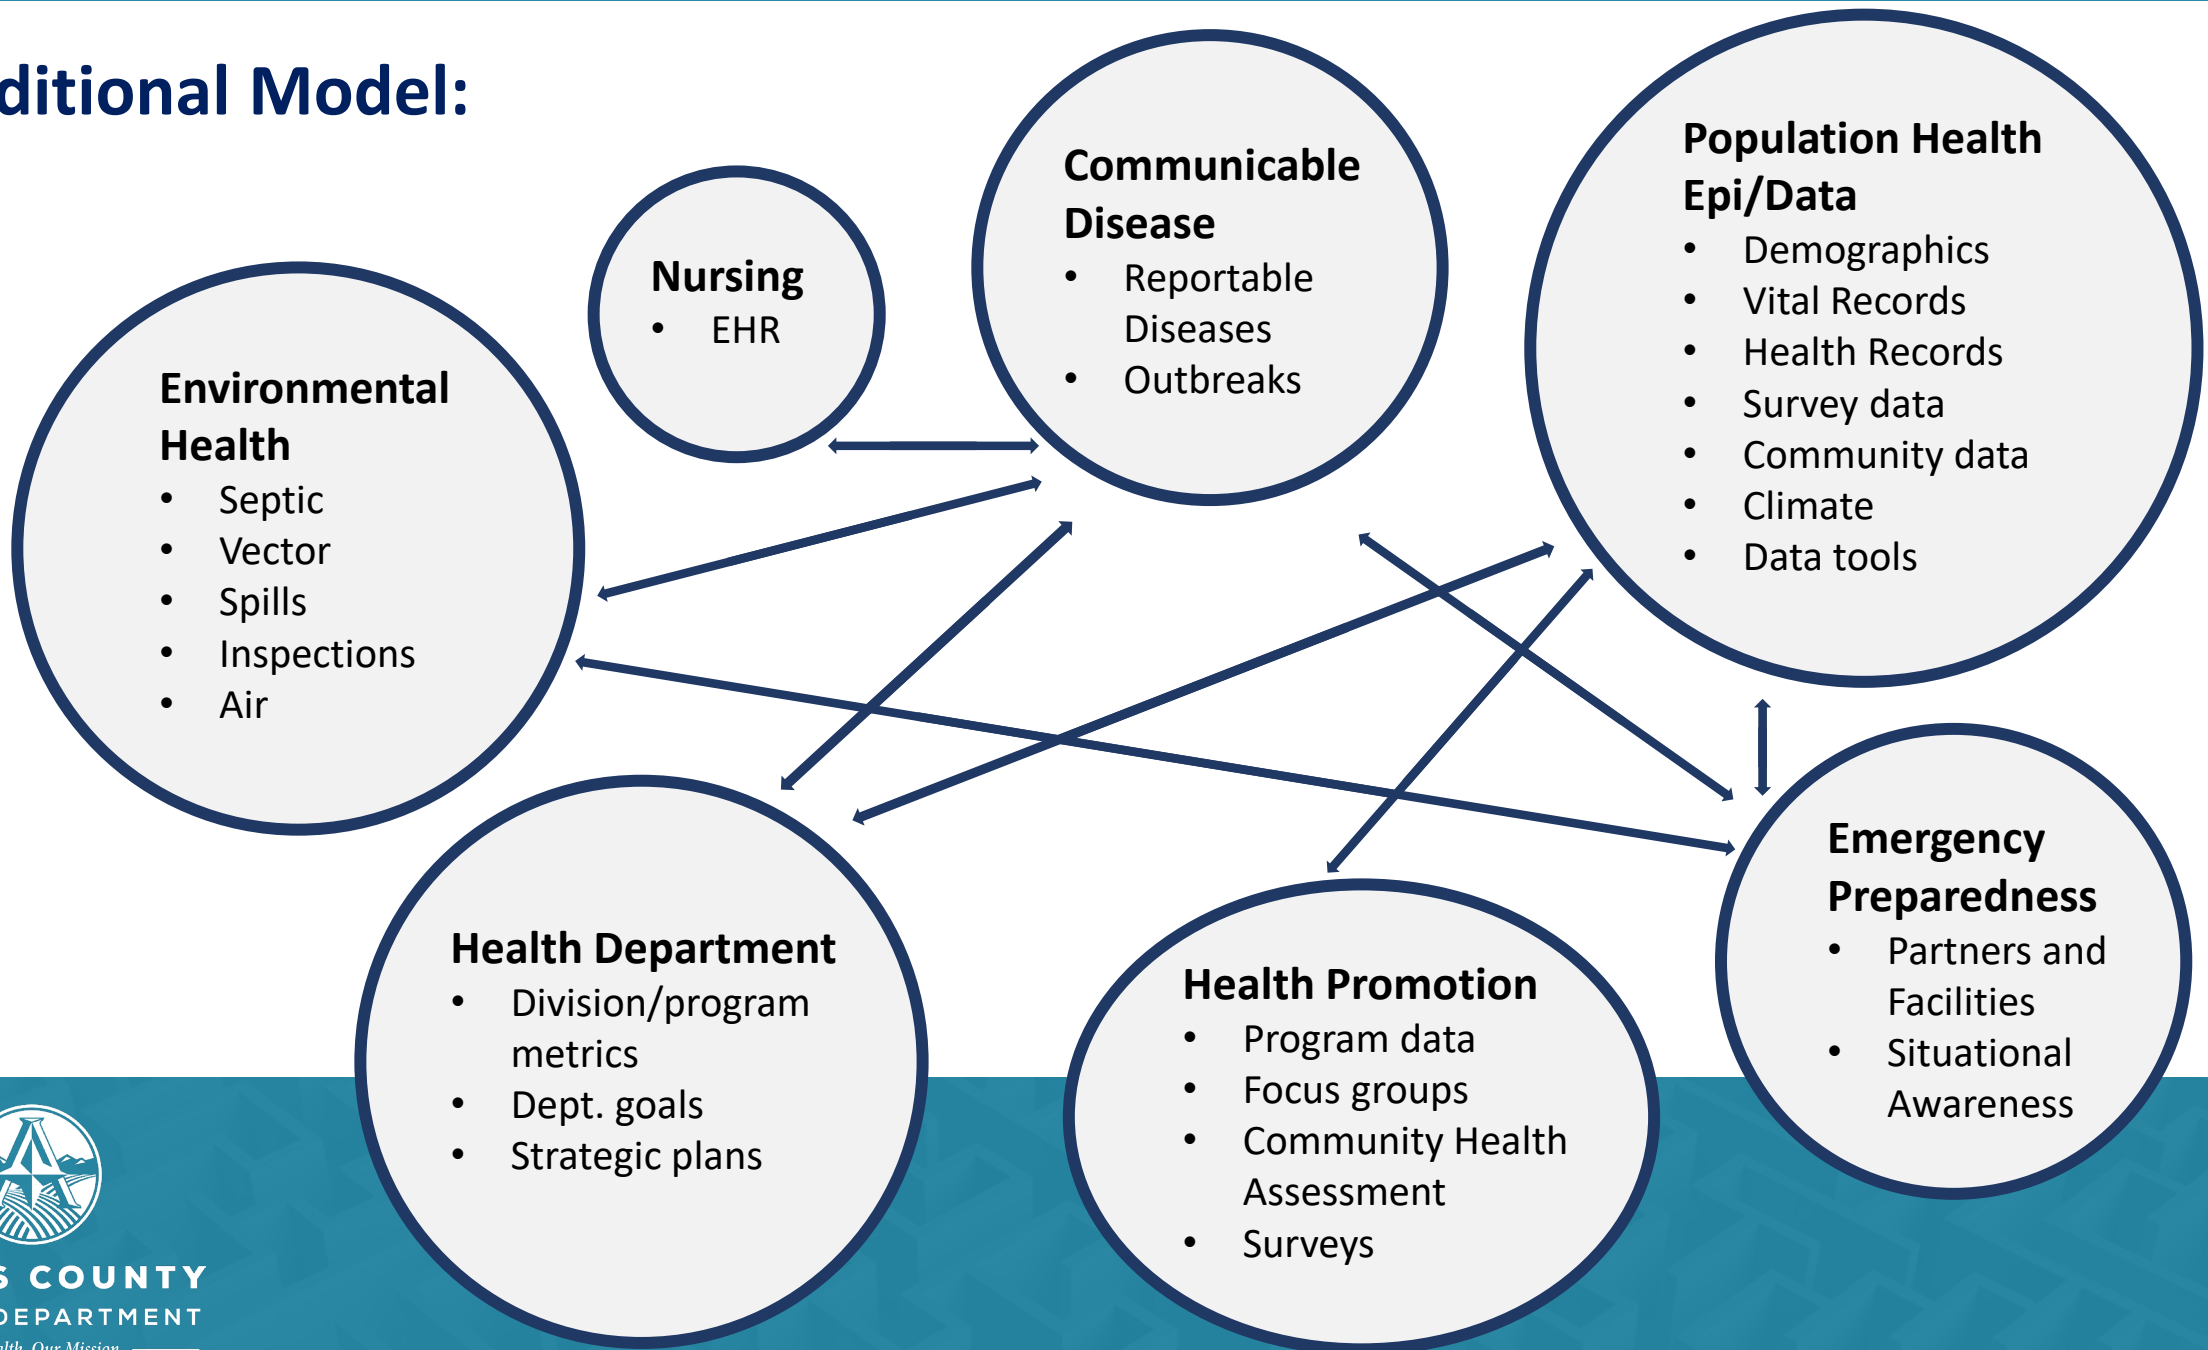 ditional Model:
Nursing
• EHR
Communicable
Disease
• Reportable
Diseases
• Outbreaks
Population Health
Epi/Data
• Demographics
• Vital Records
• Health Records
• Survey data
• Community data
• Climate
• Data tools
Environmental
Health
• Septic
• Vector
• Spills
• Inspections
• Air
Health Department
• Division/program
metrics
• Dept. goals
• Strategic plans
Health Promotion
• Program data
• Focus groups
• Community Health
Assessment
• Surveys
Emergency
Preparedness
• Partners and
Facilities
• Situational
Awareness
S COUNTY
DEPARTMENT
alth. Our Mission